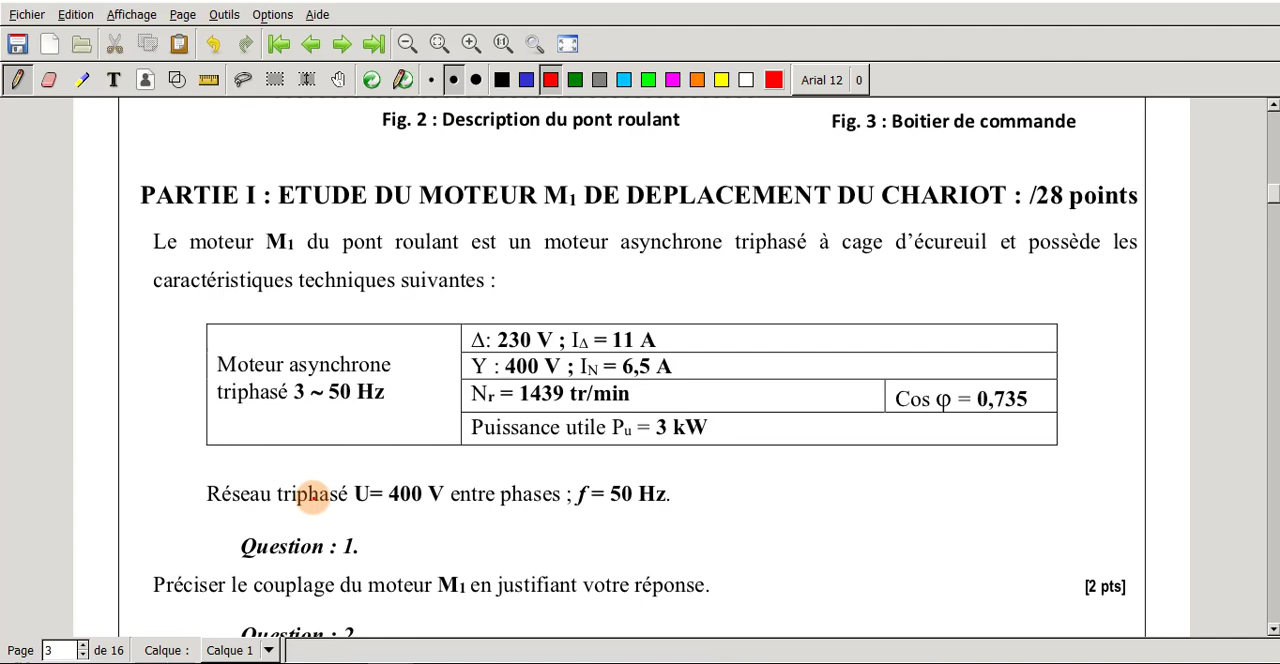 Fichier Edition Affichage Page Outils Options Aide
T Arial 12 0
Fig. 2 : Description du pont roulant Fig. 3 : Boitier de commande
PARTIE I : ETUDE DU MOTEUR M1 DE DEPLACEMENT DU CHARIOT : /28 points
Le moteur M1 du pont roulant est un moteur asynchrone triphasé à cage d’écureuil et possède les
caractéristiques techniques suivantes :
Moteur asynchrone
triphasé 3 ~ 50 Hz
Δ: 230 V ; IΔ = 11 A
Y : 400 V ; IN = 6,5 A
Nr = 1439 tr/min
Cos φ = 0,735
Puissance utile Pu = 3 kW
Réseau triphasé U= 400 V entre phases ; f = 50 Hz.
Question : 1.
Préciser le couplage du moteur M1 en justifiant votre réponse. [2 pts]
Question : 2
Page 3 de 16 Calque : Calque 1